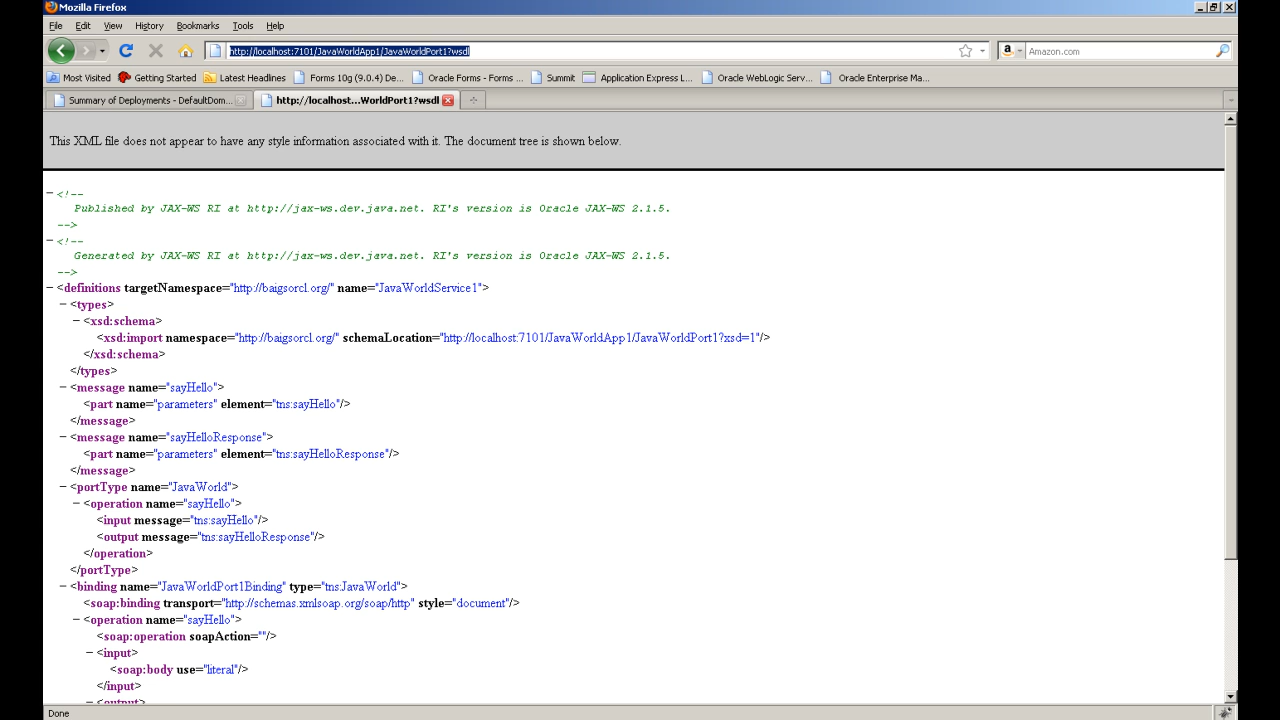 Mozilla Firefox
File Edit View History Bookmarks Tools Help
http://localhost:7101/JavaWorldApp1/JavaWorldPort1?wsdl
Amazon.com
Most Visited Getting Started Latest Headlines Forms 10g (9.0.4) De... Oracle Forms - Forms ... Summit Application Express L... Oracle WebLogic Serv... Oracle Enterprise Ma...
Summary of Deployments - DefaultDom... http://localhost...WorldPort1?wsdl
This XML file does not appear to have any style information associated with it. The document tree is shown below.
− <!--
Published by JAX-WS RI at http://jax-ws.dev.java.net. RI's version is Oracle JAX-WS 2.1.5.
-->
− <!--
Generated by JAX-WS RI at http://jax-ws.dev.java.net. RI's version is Oracle JAX-WS 2.1.5.
-->
− <definitions targetNamespace="http://baigsorcl.org/" name="JavaWorldService1">
− <types>
− <xsd:schema>
<xsd:import namespace="http://baigsorcl.org/" schemaLocation="http://localhost:7101/JavaWorldApp1/JavaWorldPort1?xsd=1"/>
</xsd:schema>
</types>
− <message name="sayHello">
<part name="parameters" element="tns:sayHello"/>
</message>
− <message name="sayHelloResponse">
<part name="parameters" element="tns:sayHelloResponse"/>
</message>
− <portType name="JavaWorld">
− <operation name="sayHello">
<input message="tns:sayHello"/>
<output message="tns:sayHelloResponse"/>
</operation>
</portType>
− <binding name="JavaWorldPort1Binding" type="tns:JavaWorld">
<soap:binding transport="http://schemas.xmlsoap.org/soap/http" style="document"/>
− <operation name="sayHello">
<soap:operation soapAction=""/>
− <input>
<soap:body use="literal"/>
</input>
− <output>
Done